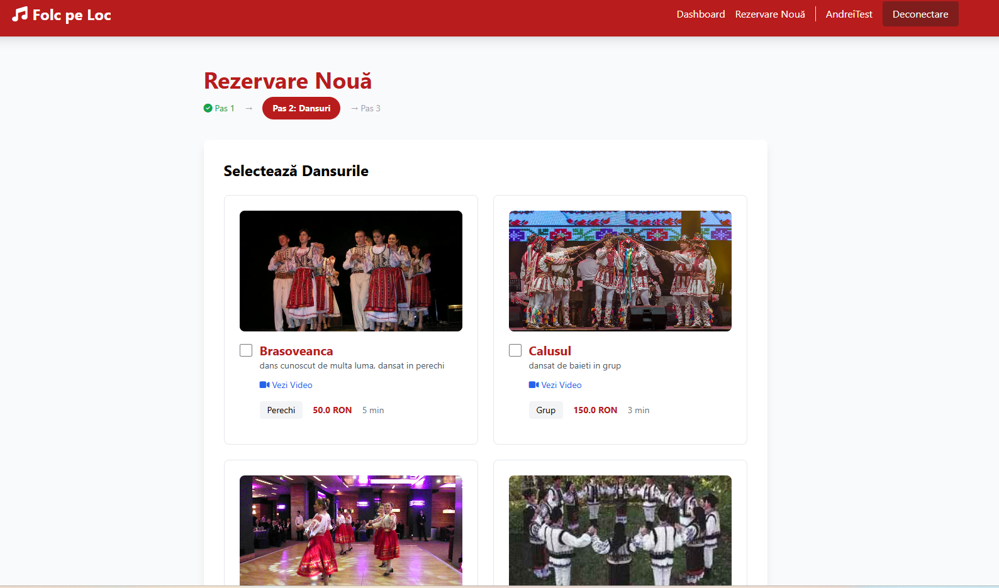 Folc pe Loc
Dashboard Rezervare Nouă AndreiTest Deconectare
Rezervare Nouă
Pas 1 → Pas 2: Dansuri → Pas 3
Selectează Dansurile
Brasoveanca
dans cunoscut de multa luma, dansat in perechi
Vezi Video
Perechi 50.0 RON 5 min
Calusul
dansat de baieti in grup
Vezi Video
Grup 150.0 RON 3 min